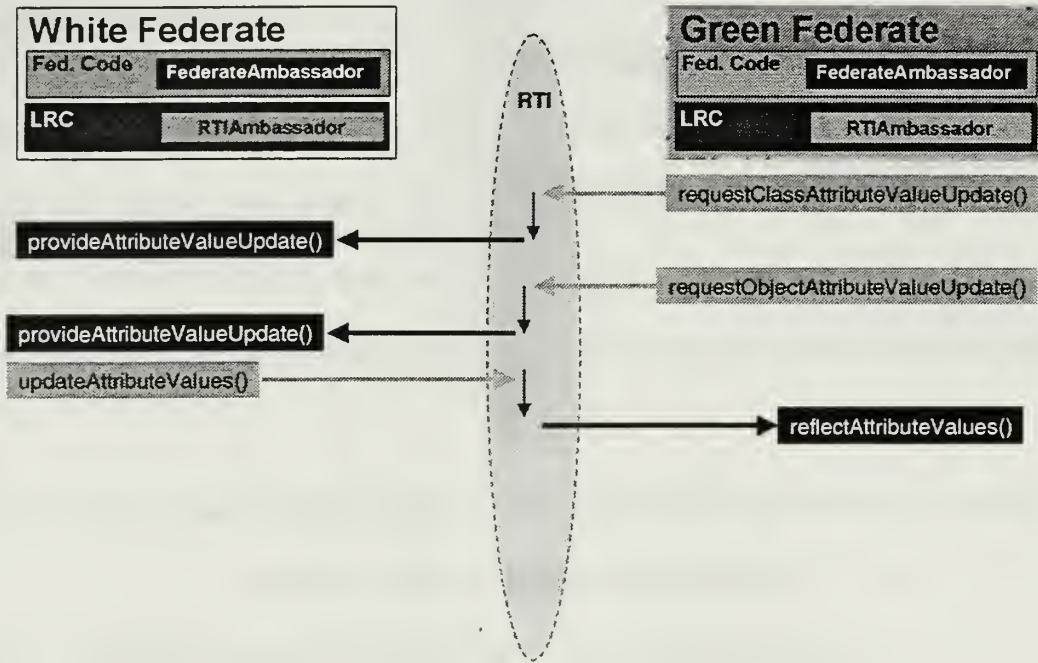 White Federate
Fed. Code
FederateAmbassador
LRC
RTIAmbassador
Green Federate
Fed. Code
FederateAmbassador
LRC
RTIAmbassador
RTI
requestClassAttributeValueUpdate()
provideAttributeValueUpdate()
requestObjectAttributeValueUpdate()
provideAttributeValueUpdate()
updateAttributeValues()
reflectAttributeValues()